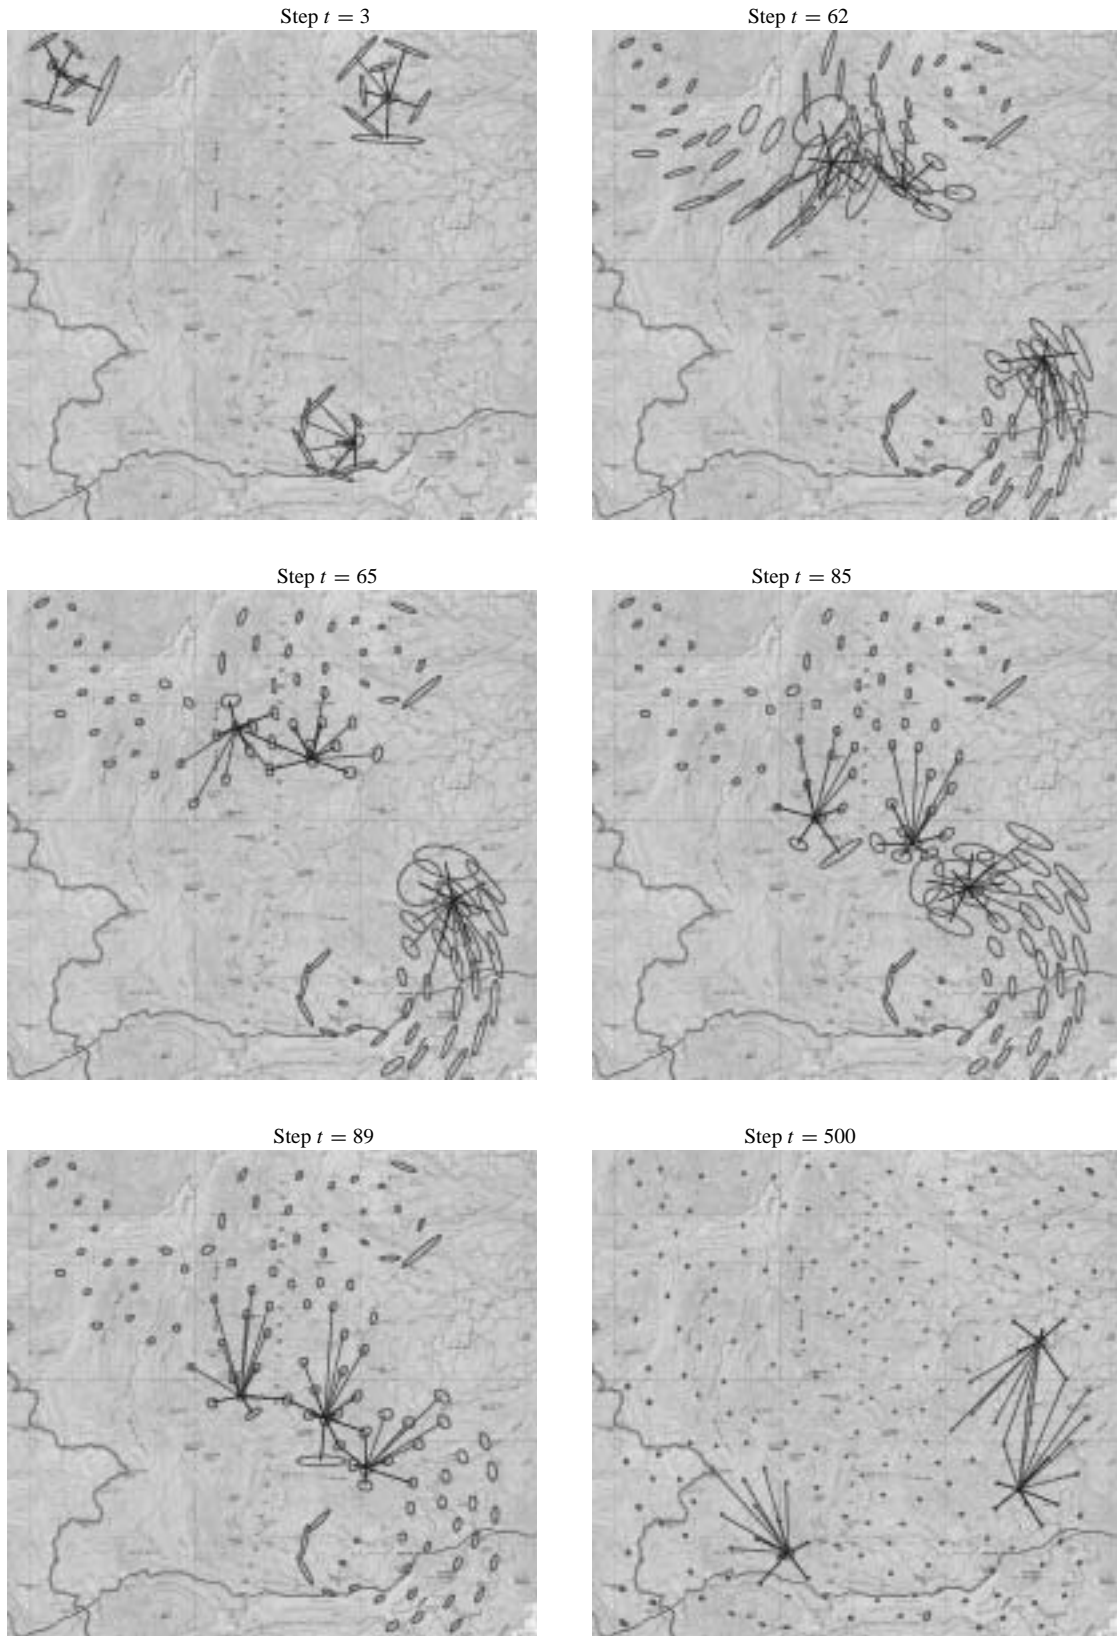 Step t = 3
Step t = 62
Step t = 65
Step t = 85
Step t = 89
Step t = 500